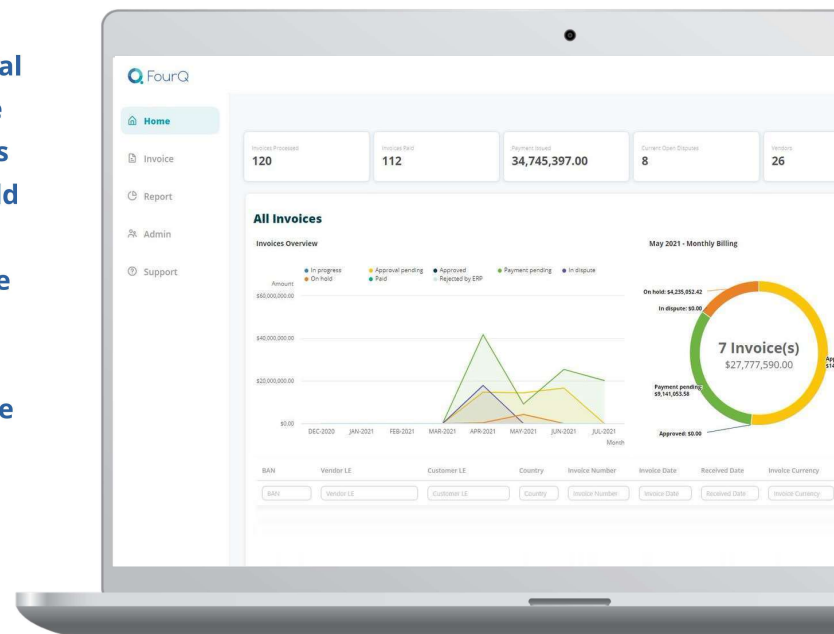 al
e
s
ld
e
e
FourQ
Home
Invoice
Report
Admin
Support
Invoices Processed
120
Invoices Paid
112
Payment Issued
34,745,397.00
Current Open Disputes
8
Vendors
26
All Invoices
Invoices Overview
In progress Approval pending Approved Payment pending In dispute
On hold Paid Rejected by ERP
Amount
$60,000,000.00
$40,000,000.00
$20,000,000.00
$0.00
DEC-2020 JAN-2021 FEB-2021 MAR-2021 APR-2021 MAY-2021 JUN-2021 JUL-2021
Month
May 2021 - Monthly Billing
On hold: $4,235,052.42
In dispute: $0.00
7 Invoice(s)
$27,777,590.00
App
$14
Payment pending:
$9,141,053.58
Approved: $0.00
BAN Vendor LE Customer LE Country Invoice Number Invoice Date Received Date Invoice Currency
BAN Vendor LE Customer LE Country Invoice Number Invoice Date Received Date Invoice Currency